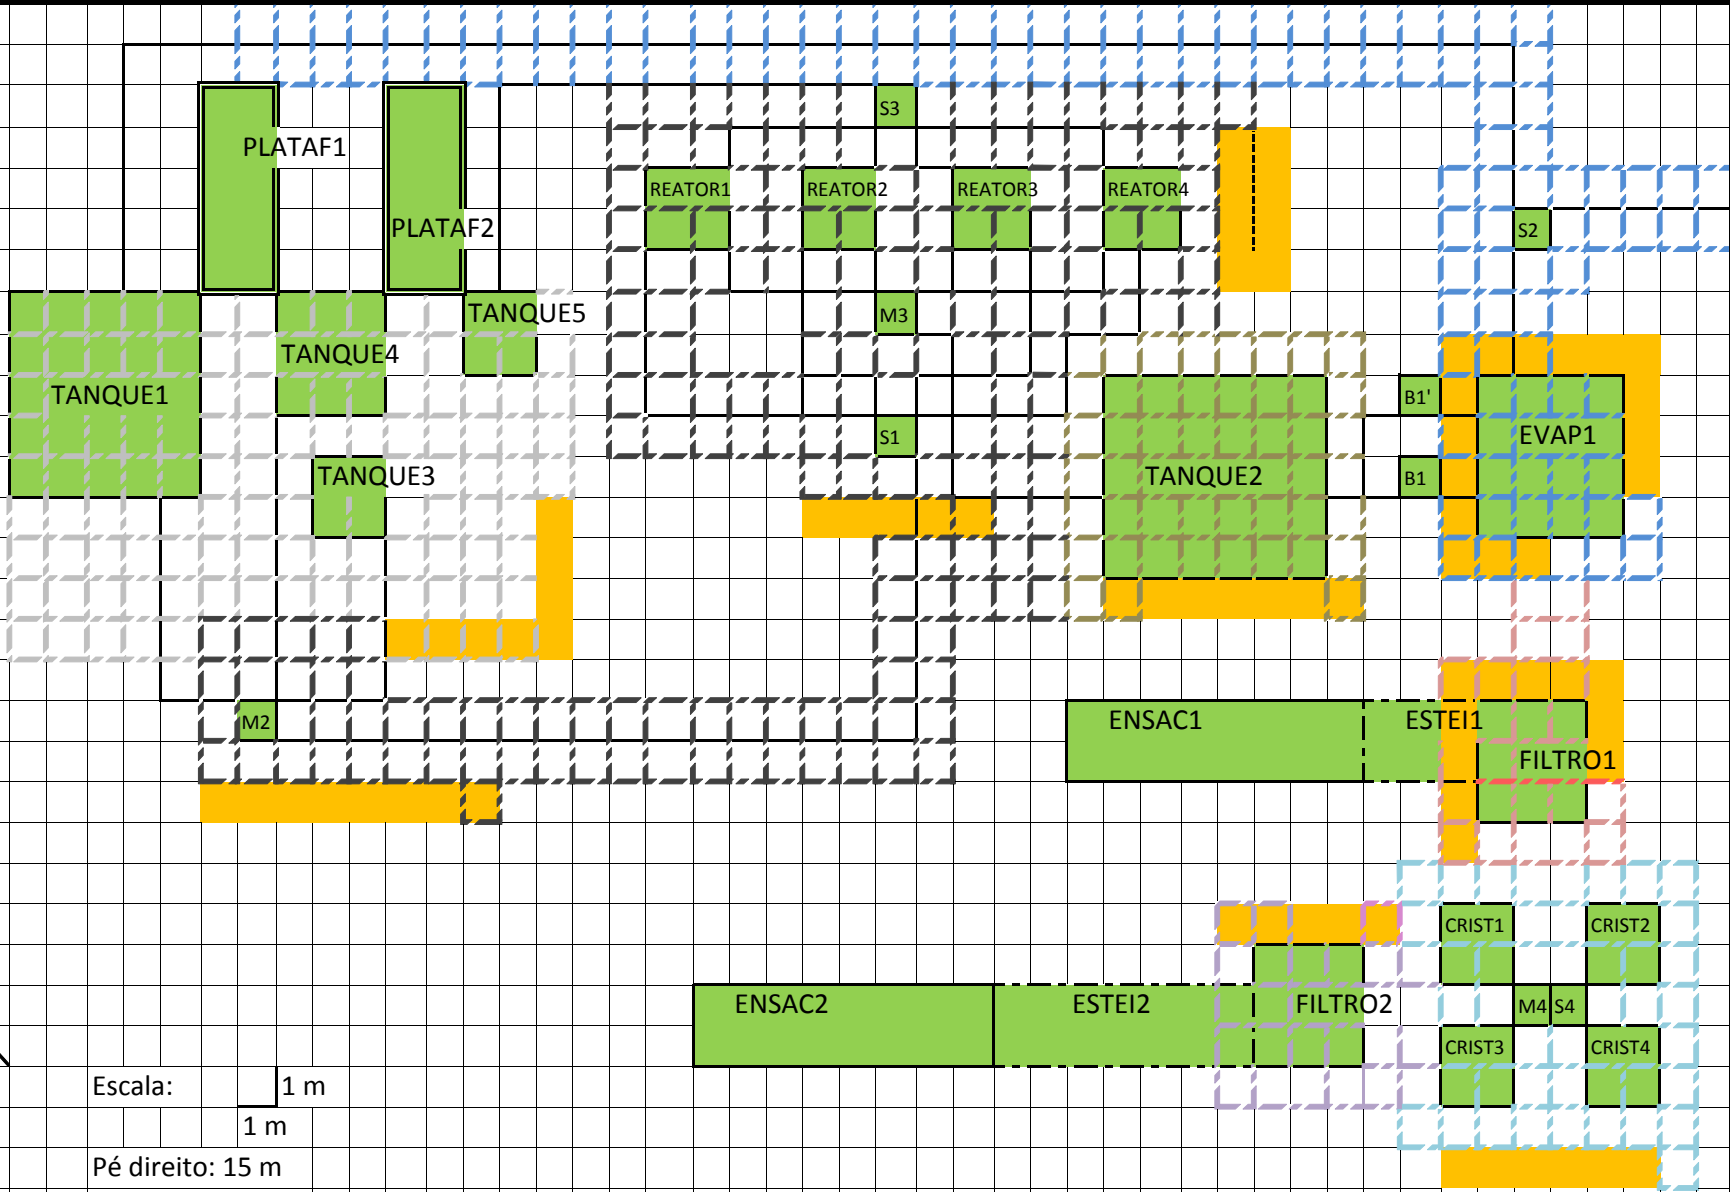 S3
PLATAF1
REATOR1
REATOR2
REATOR3
REATOR4
PLATAF2
S2
TANQUE5
M3
TANQUE4
TANQUE1
B1'
S1
EVAP1
TANQUE3
TANQUE2
B1
M2
ENSAC1
ESTEI1
FILTRO1
CRIST1
CRIST2
ENSAC2
ESTEI2
FILTRO2
M4
S4
CRIST3
CRIST4
Escala:
1 m
1 m
Pé direito: 15 m